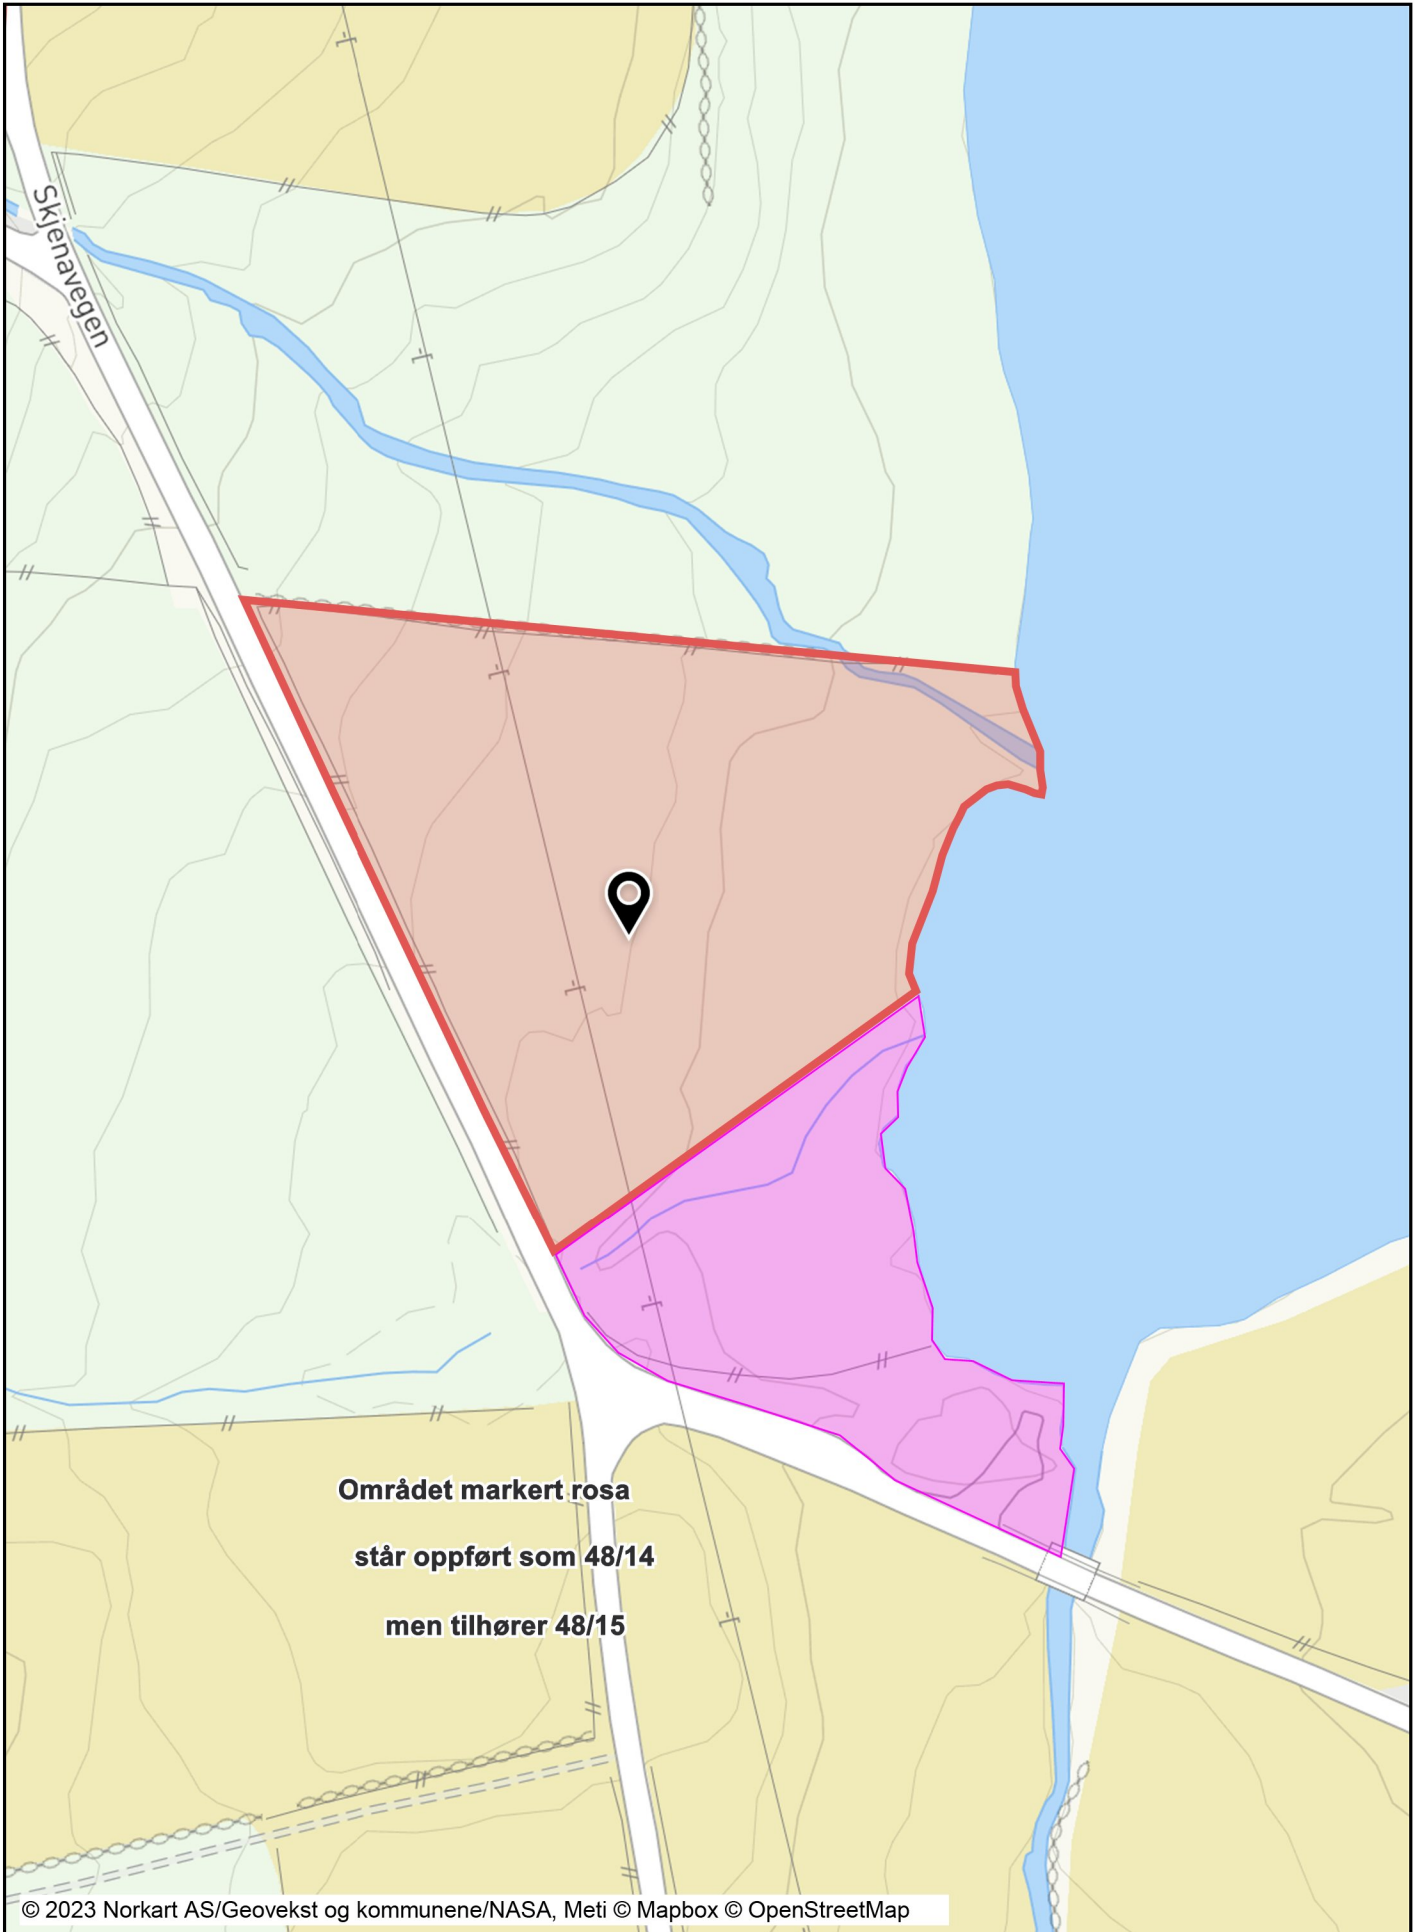 Skjenavegen
Området markert rosa
står oppført som 48/14
men tilhører 48/15
© 2023 Norkart AS/Geovekst og kommunene/NASA, Meti © Mapbox © OpenStreetMap